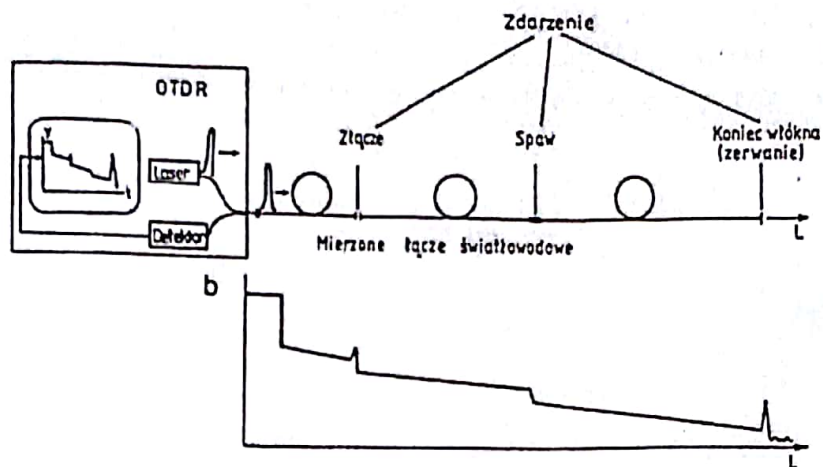 Zdarzenie
OTDR
Złącze
Spaw
Koniec włókna
(zerwanie)
Y
t
Laser
Detektor
L
Mierzone łącze światłowodowe
b
L